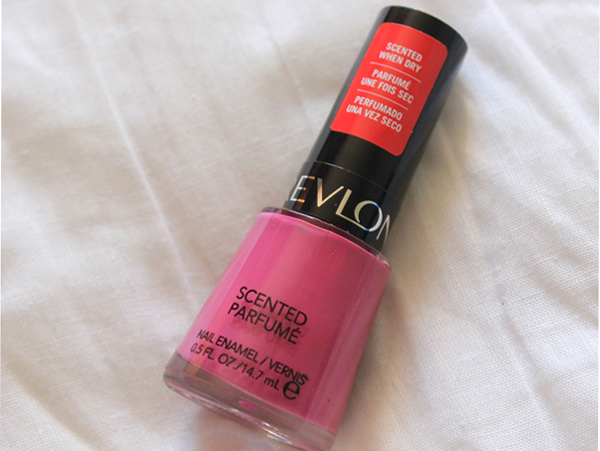 SCENTED
WHEN DRY
PARFUMÉ
UNE FOIS SEC
PERFUMADO
UNA VEZ SECO
EVLON
SCENTED
PARFUMÉ
NAIL ENAMEL / VERNIS
0.5 FL. OZ./14.7 mL e